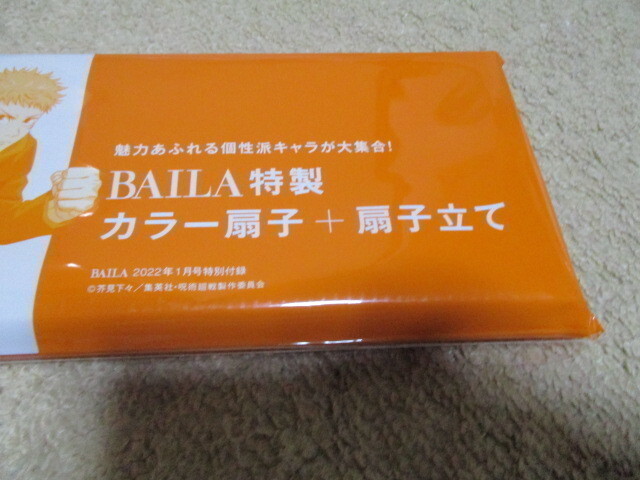 魅力あふれる個性派キャラが大集合!
BAILA特製
カラー扇子+扇子立て
BAILA 2022年1月号特別付録
©芥見下々/集英社・呪術廻戦製作委員会